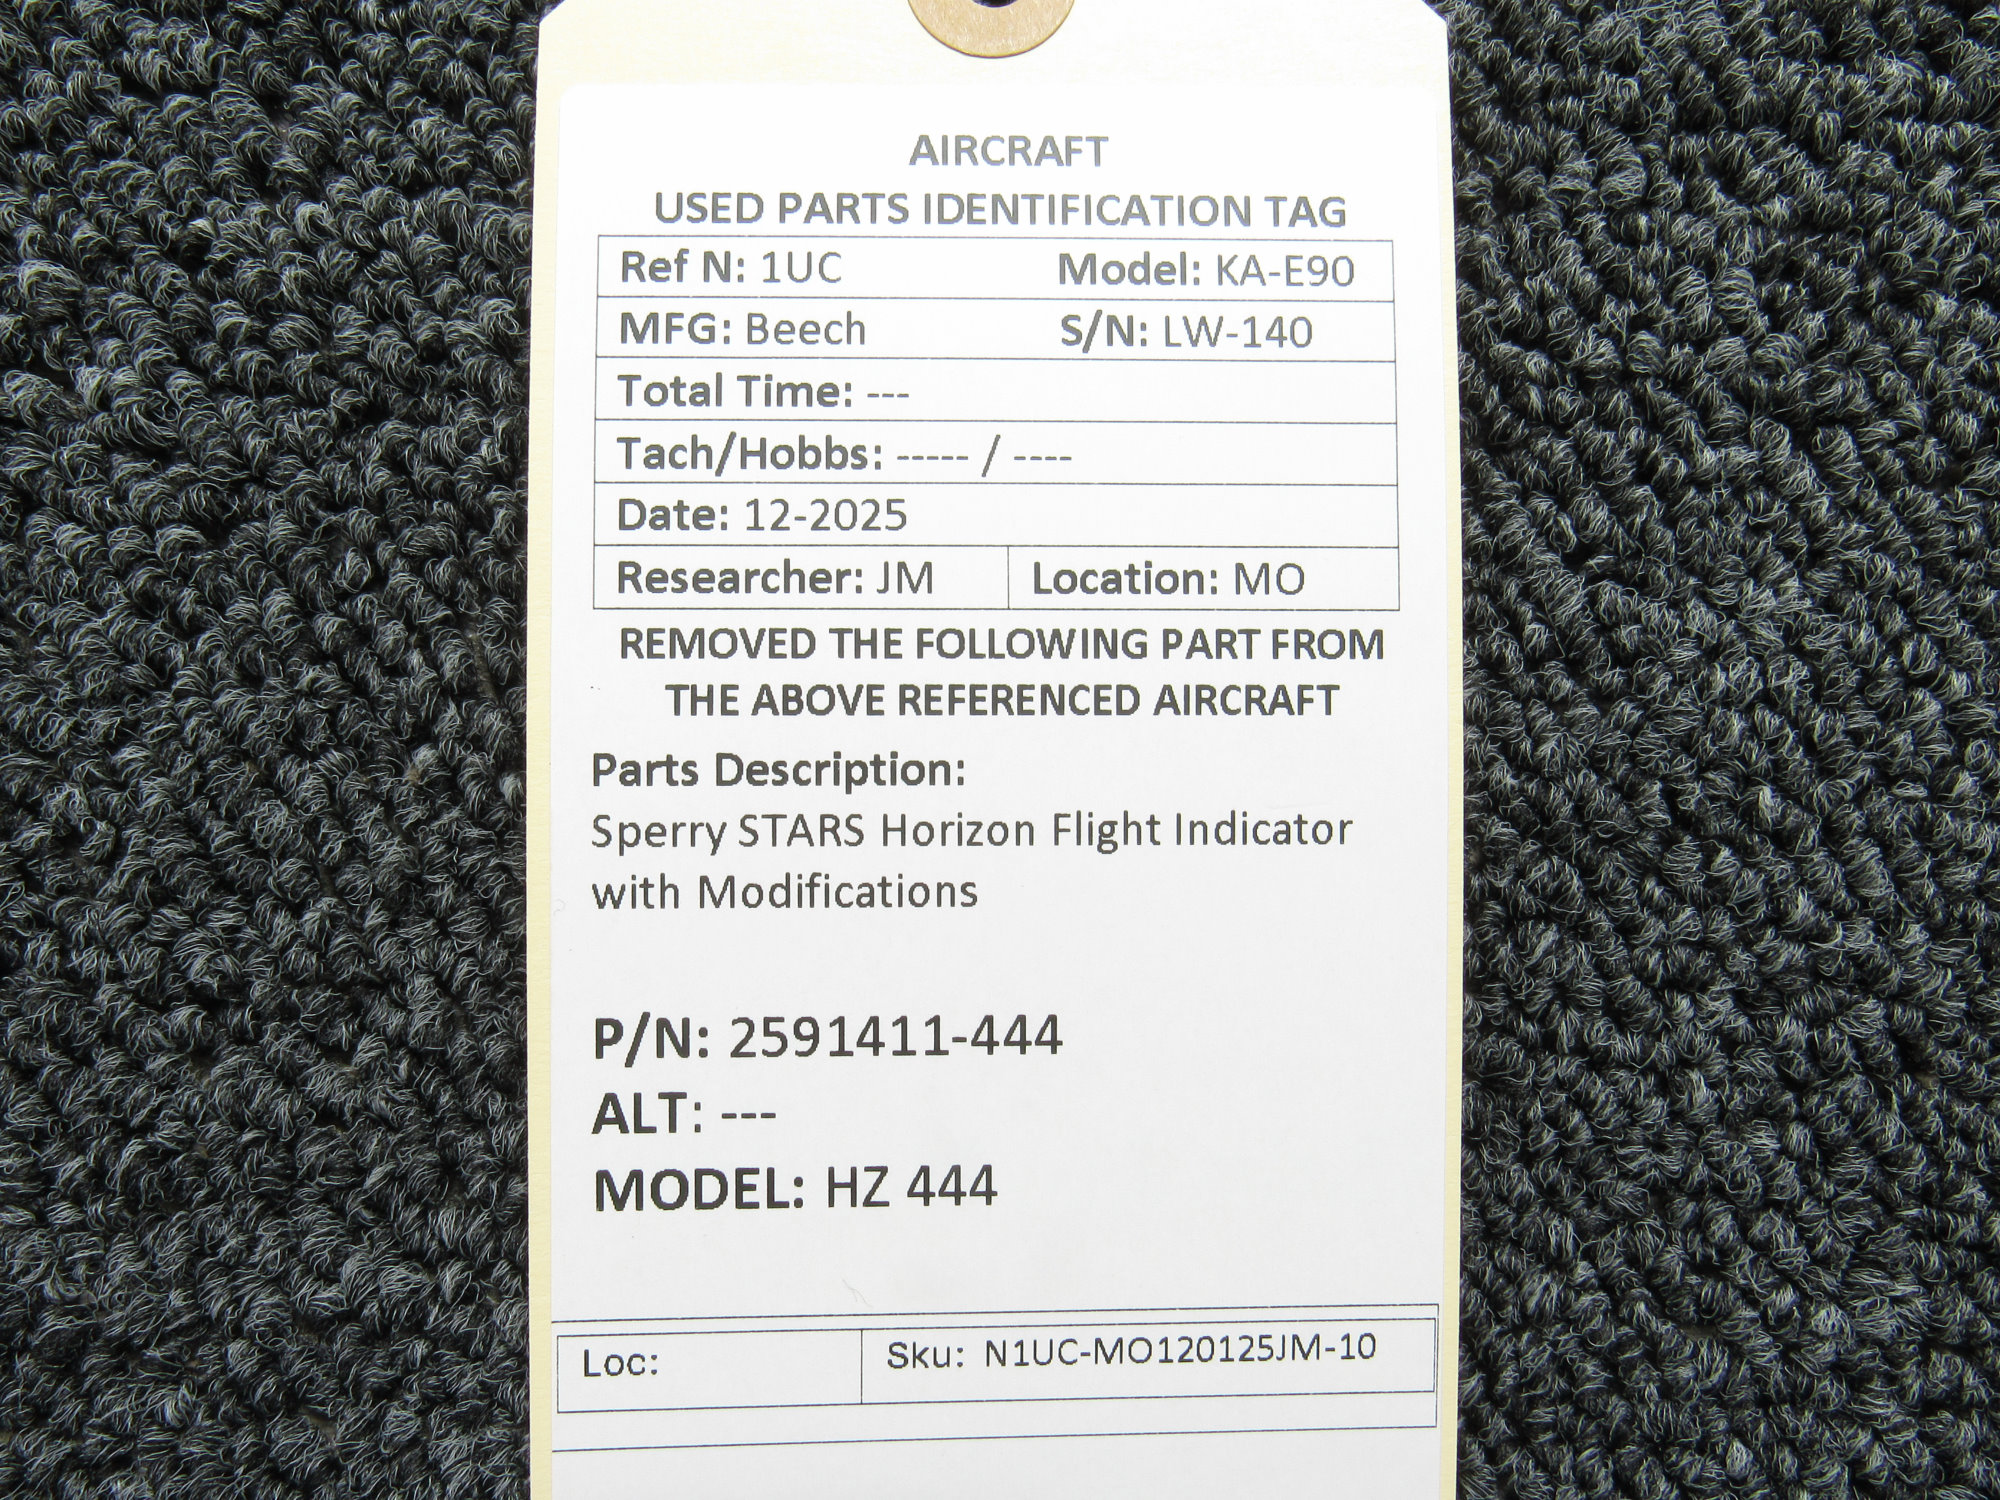 AIRCRAFT
USED PARTS IDENTIFICATION TAG
Ref N: 1UC Model: KA-E90
MFG: Beech S/N: LW-140
Total Time: ---
Tach/Hobbs: ----- / ----
Date: 12-2025
Researcher: JM Location: MO
REMOVED THE FOLLOWING PART FROM
THE ABOVE REFERENCED AIRCRAFT
Parts Description:
Sperry STARS Horizon Flight Indicator
with Modifications
P/N: 2591411-444
ALT: ---
MODEL: HZ 444
Loc: Sku: N1UC-MO120125JM-10